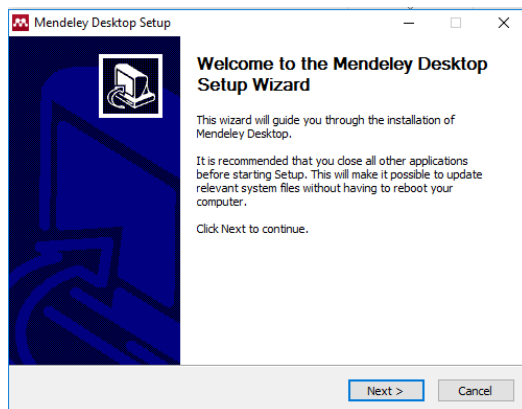 Mendeley Desktop Setup
Welcome to the Mendeley Desktop
Setup Wizard
This wizard will guide you through the installation of
Mendeley Desktop.
It is recommended that you close all other applications
before starting Setup. This will make it possible to update
relevant system files without having to reboot your
computer.
Click Next to continue.
Next >
Cancel